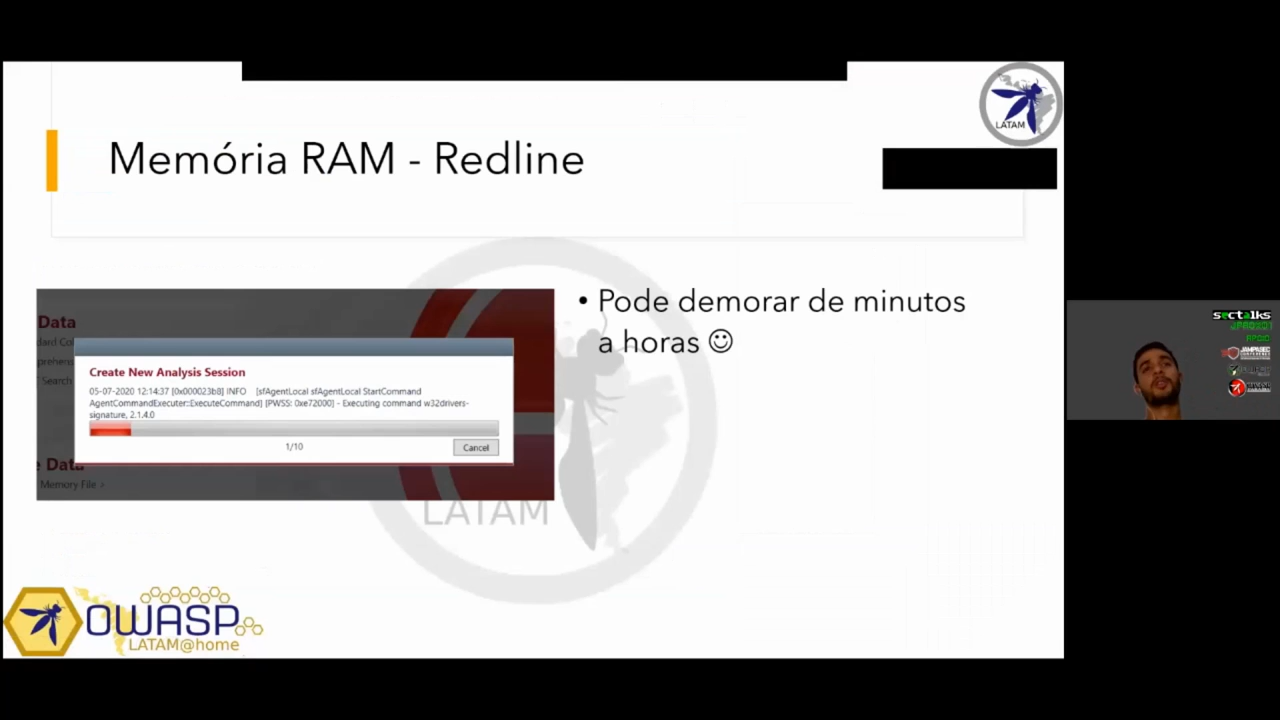 LATAM
Memória RAM - Redline
• Pode demorar de minutos
a horas ☺
Data
Create New Analysis Session
05-07-2020 12:14:37 [0x000023b8] INFO [sfAgentLocal sfAgentLocal StartCommand
AgentCommandExecuter::ExecuteCommand] [PWSS: 0xe72000] - Executing command w32drivers-
signature, 2.1.4.0
1/10
Cancel
Data
Memory File ›
LATAM
OWASP
LATAM@home
sectalks
APOIO